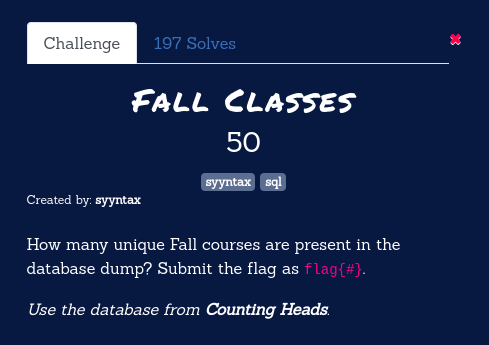 Challenge 197 Solves
Fall Classes
50
syyntax sql
Created by: syyntax
How many unique Fall courses are present in the
database dump? Submit the flag as flag{#}.
Use the database from Counting Heads.